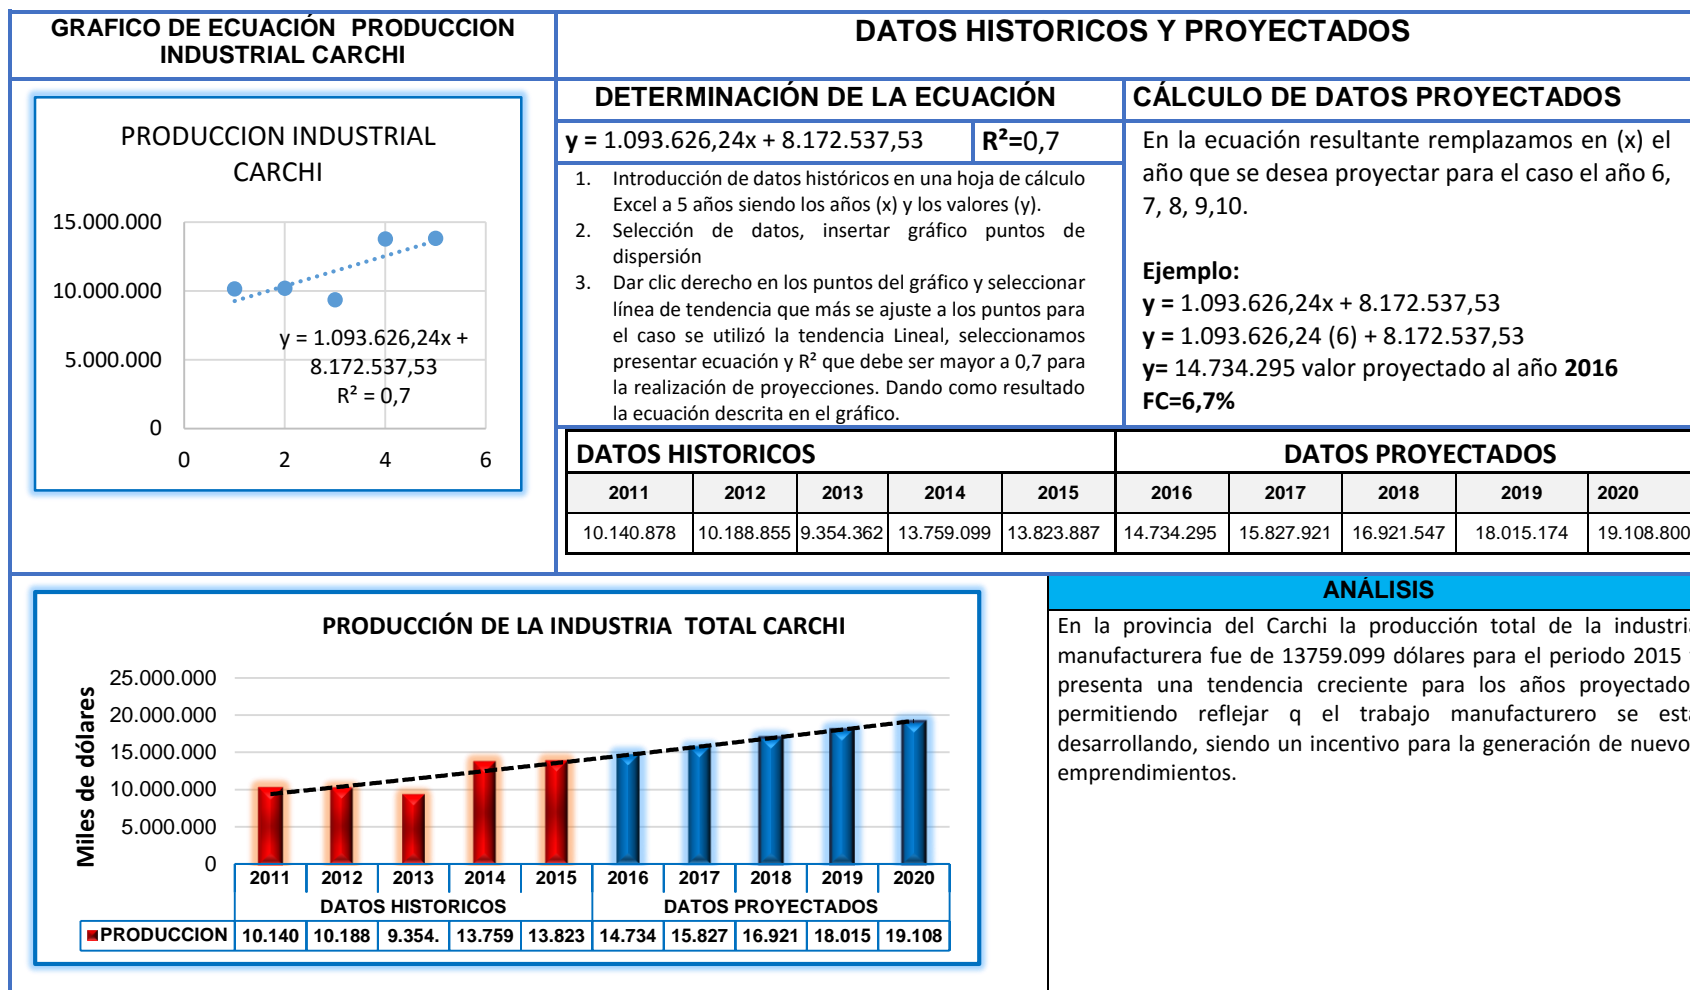 GRAFICO DE ECUACIÓN PRODUCCION
INDUSTRIAL CARCHI
DATOS HISTORICOS Y PROYECTADOS
PRODUCCION INDUSTRIAL
CARCHI
15.000.000
10.000.000
5.000.000
0
0 2 4 6
y = 1.093.626,24x +
8.172.537,53
R² = 0,7
DETERMINACIÓN DE LA ECUACIÓN
y = 1.093.626,24x + 8.172.537,53
R²=0,7
1. Introducción de datos históricos en una hoja de cálculo
Excel a 5 años siendo los años (x) y los valores (y).
2. Selección de datos, insertar gráfico puntos de
dispersión
3. Dar clic derecho en los puntos del gráfico y seleccionar
línea de tendencia que más se ajuste a los puntos para
el caso se utilizó la tendencia Lineal, seleccionamos
presentar ecuación y R² que debe ser mayor a 0,7 para
la realización de proyecciones. Dando como resultado
la ecuación descrita en el gráfico.
CÁLCULO DE DATOS PROYECTADOS
En la ecuación resultante remplazamos en (x) el
año que se desea proyectar para el caso el año 6,
7, 8, 9,10.
Ejemplo:
y = 1.093.626,24x + 8.172.537,53
y = 1.093.626,24 (6) + 8.172.537,53
y= 14.734.295 valor proyectado al año 2016
FC=6,7%
DATOS HISTORICOS DATOS PROYECTADOS
2011 2012 2013 2014 2015 2016 2017 2018 2019 2020
10.140.878 10.188.855 9.354.362 13.759.099 13.823.887 14.734.295 15.827.921 16.921.547 18.015.174 19.108.800
PRODUCCIÓN DE LA INDUSTRIA TOTAL CARCHI
Miles de dólares
25.000.000
20.000.000
15.000.000
10.000.000
5.000.000
0
2011 2012 2013 2014 2015 2016 2017 2018 2019 2020
DATOS HISTORICOS DATOS PROYECTADOS
PRODUCCION 10.140 10.188 9.354. 13.759 13.823 14.734 15.827 16.921 18.015 19.108
ANÁLISIS
En la provincia del Carchi la producción total de la industri
manufacturera fue de 13759.099 dólares para el periodo 2015
presenta una tendencia creciente para los años proyectado
permitiendo reflejar q el trabajo manufacturero se est
desarrollando, siendo un incentivo para la generación de nuevo
emprendimientos.